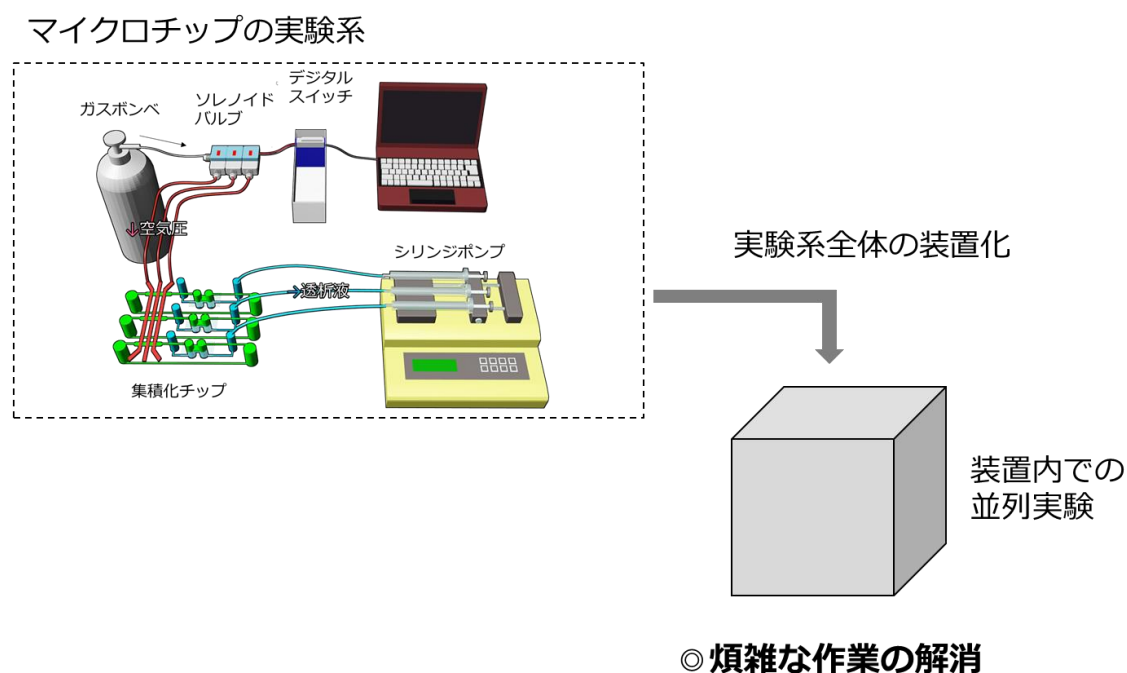 マイクロチップの実験系
ガスボンベ
ソレノイド
バルブ
デジタル
スイッチ
↓空気圧
シリンジポンプ
→透析液
集積化チップ
実験系全体の装置化
装置内での
並列実験
◎煩雑な作業の解消